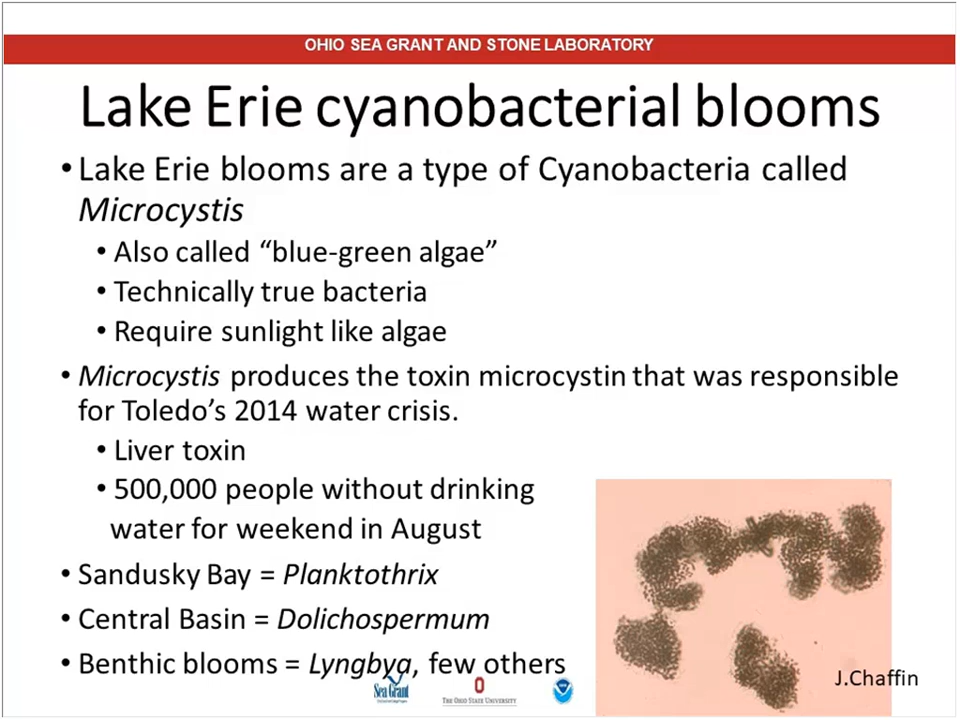 OHIO SEA GRANT AND STONE LABORATORY
Lake Erie cyanobacterial blooms
• Lake Erie blooms are a type of Cyanobacteria called
Microcystis
• Also called “blue-green algae”
• Technically true bacteria
• Require sunlight like algae
• Microcystis produces the toxin microcystin that was responsible
for Toledo’s 2014 water crisis.
• Liver toxin
• 500,000 people without drinking
water for weekend in August
• Sandusky Bay = Planktothrix
• Central Basin = Dolichospermum
• Benthic blooms = Lyngbya, few others
J.Chaffin
Sea Grant
THE OHIO STATE UNIVERSITY